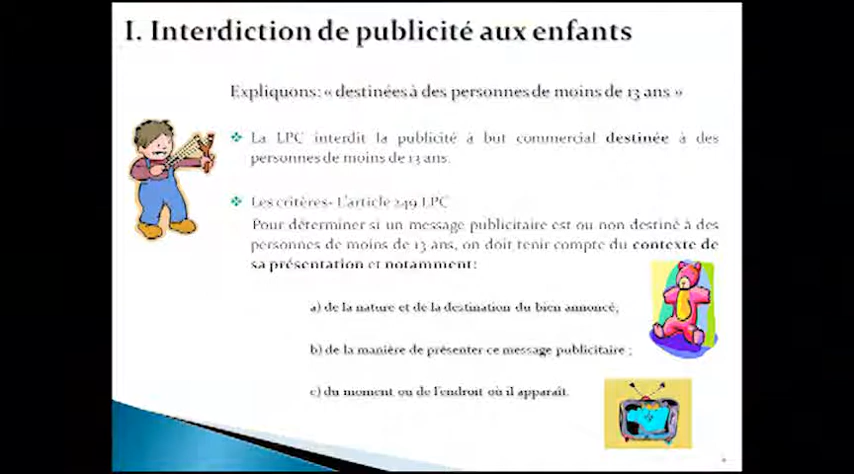 I. Interdiction de publicité aux enfants
Expliquons: « destinées à des personnes de moins de 13 ans »
La LPC interdit la publicité à but commercial destinée à des
personnes de moins de 13 ans.
Les critères- L'article 249 LPC
Pour déterminer si un message publicitaire est ou non destiné à des
personnes de moins de 13 ans, on doit tenir compte du contexte de
sa présentation et notamment:
a) de la nature et de la destination du bien annoncé;
b) de la manière de présenter ce message publicitaire ;
c) du moment ou de l'endroit où il apparaît.